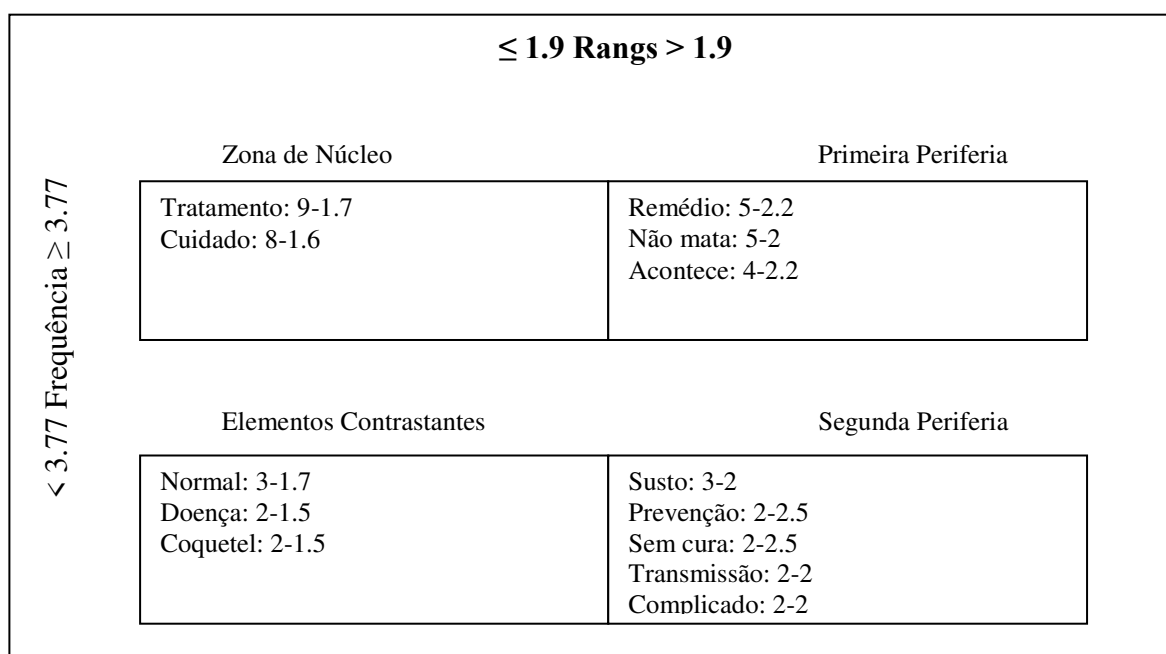 ≤ 1.9 Rangs > 1.9
< 3.77 Frequência ≥ 3.77
Zona de Núcleo
Primeira Periferia
Tratamento: 9-1.7
Cuidado: 8-1.6
Remédio: 5-2.2
Não mata: 5-2
Acontece: 4-2.2
Elementos Contrastantes
Segunda Periferia
Normal: 3-1.7
Doença: 2-1.5
Coquetel: 2-1.5
Susto: 3-2
Prevenção: 2-2.5
Sem cura: 2-2.5
Transmissão: 2-2
Complicado: 2-2